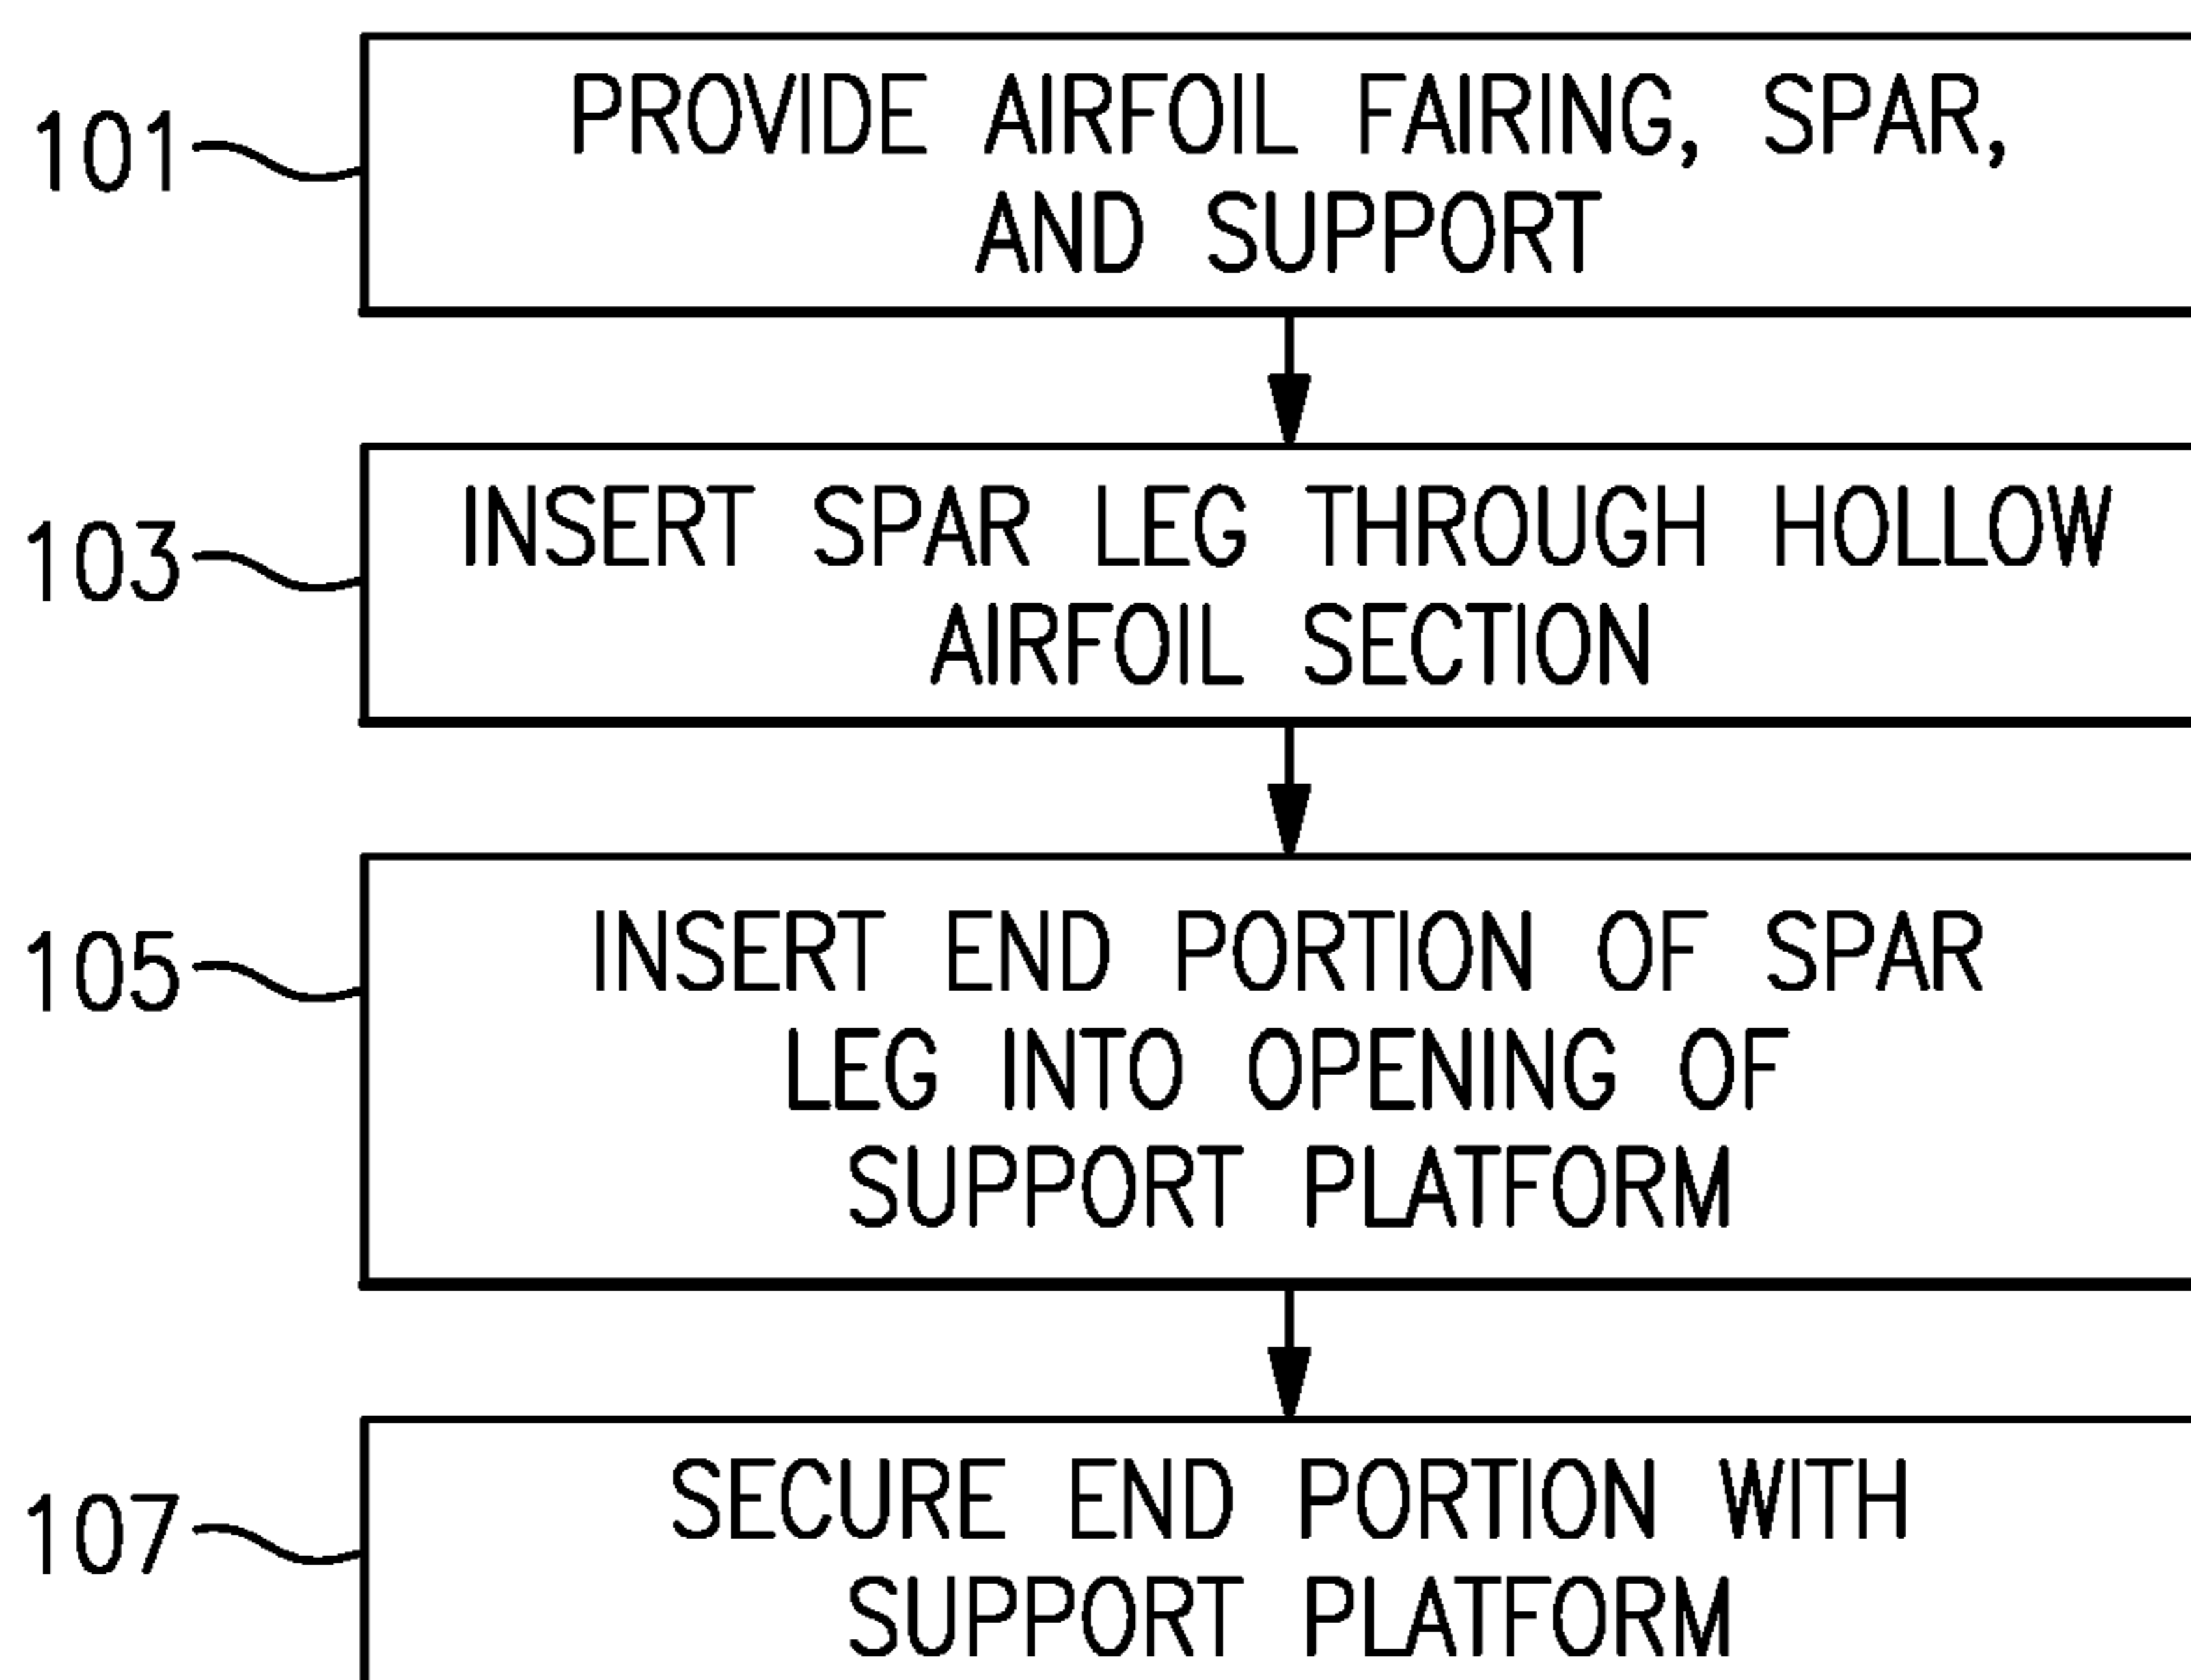 101
PROVIDE AIRFOIL FAIRING, SPAR,
AND SUPPORT
103
INSERT SPAR LEG THROUGH HOLLOW
AIRFOIL SECTION
105
INSERT END PORTION OF SPAR
LEG INTO OPENING OF
SUPPORT PLATFORM
107
SECURE END PORTION WITH
SUPPORT PLATFORM